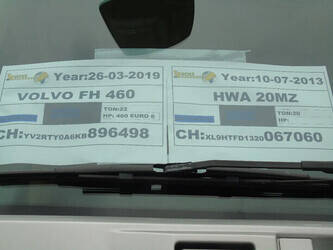 Year:26-03-2019
VOLVO FH 460
TON:22
HP: 460 EURO 6
CH:YV2RTY0A6KB896498
Year:10-07-2013
HWA 20MZ
TON:20
HP:
CH:XL9HTFD1320067060